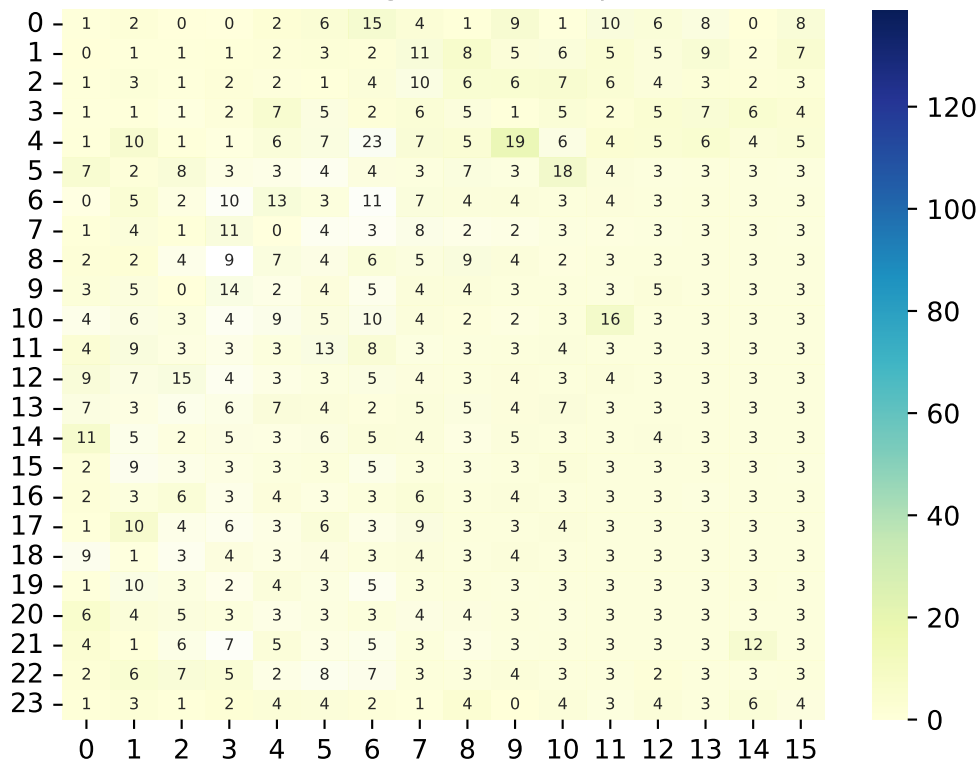 0 1 2 0 0 2 6 15 4 1 9 1 10 6 8 0 8
1 0 1 1 1 2 3 2 11 8 5 6 5 5 9 2 7
2 1 3 1 2 2 1 4 10 6 6 7 6 4 3 2 3
3 1 1 1 2 7 5 2 6 5 1 5 2 5 7 6 4
4 1 10 1 1 6 7 23 7 5 19 6 4 5 6 4 5
5 7 2 8 3 3 4 4 3 7 3 18 4 3 3 3 3
6 0 5 2 10 13 3 11 7 4 4 3 4 3 3 3 3
7 1 4 1 11 0 4 3 8 2 2 3 2 3 3 3 3
8 2 2 4 9 7 4 6 5 9 4 2 3 3 3 3 3
9 3 5 0 14 2 4 5 4 4 3 3 3 5 3 3 3
10 4 6 3 4 9 5 10 4 2 2 3 16 3 3 3 3
11 4 9 3 3 3 13 8 3 3 3 4 3 3 3 3 3
12 9 7 15 4 3 3 5 4 3 4 3 4 3 3 3 3
13 7 3 6 6 7 4 2 5 5 4 7 3 3 3 3 3
14 11 5 2 5 3 6 5 4 3 5 3 3 4 3 3 3
15 2 9 3 3 3 3 5 3 3 3 5 3 3 3 3 3
16 2 3 6 3 4 3 3 6 3 4 3 3 3 3 3 3
17 1 10 4 6 3 6 3 9 3 3 4 3 3 3 3 3
18 9 1 3 4 3 4 3 4 3 4 3 3 3 3 3 3
19 1 10 3 2 4 3 5 3 3 3 3 3 3 3 3 3
20 6 4 5 3 3 3 3 4 4 3 3 3 3 3 3 3
21 4 1 6 7 5 3 5 3 3 3 3 3 3 3 12 3
22 2 6 7 5 2 8 7 3 3 4 3 3 2 3 3 3
23 1 3 1 2 4 4 2 1 4 0 4 3 4 3 6 4
0 1 2 3 4 5 6 7 8 9 10 11 12 13 14 15
120
100
80
60
40
20
0